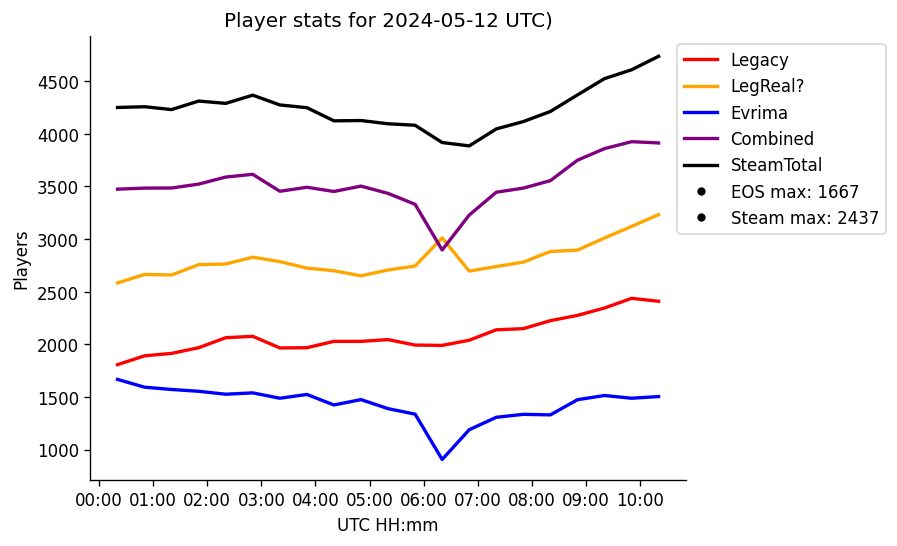 Player stats for 2024-05-12 UTC)
Legacy
LegReal?
Evrima
Combined
SteamTotal
EOS max: 1667
Steam max: 2437
Players
4500
4000
3500
3000
2500
2000
1500
1000
00:00 01:00 02:00 03:00 04:00 05:00 06:00 07:00 08:00 09:00 10:00
UTC HH:mm